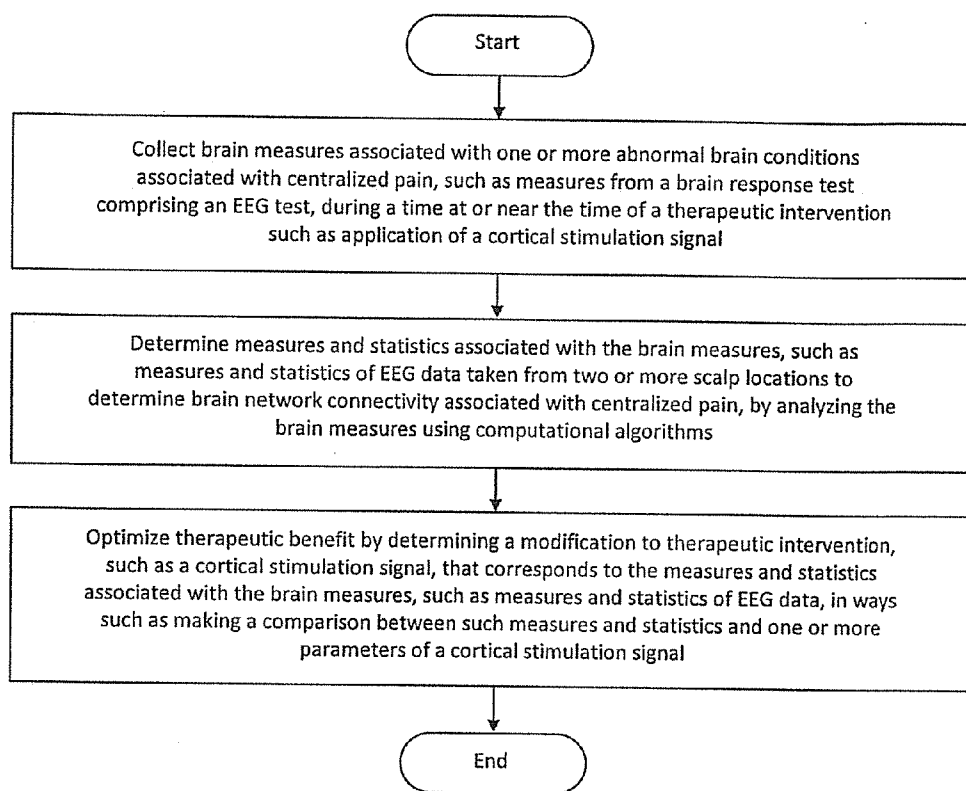 Start
Collect brain measures associated with one or more abnormal brain conditions
associated with centralized pain, such as measures from a brain response test
comprising an EEG test, during a time at or near the time of a therapeutic intervention
such as application of a cortical stimulation signal
Determine measures and statistics associated with the brain measures, such as
measures and statistics of EEG data taken from two or more scalp locations to
determine brain network connectivity associated with centralized pain, by analyzing the
brain measures using computational algorithms
Optimize therapeutic benefit by determining a modification to therapeutic intervention,
such as a cortical stimulation signal, that corresponds to the measures and statistics
associated with the brain measures, such as measures and statistics of EEG data, in ways
such as making a comparison between such measures and statistics and one or more
parameters of a cortical stimulation signal
End